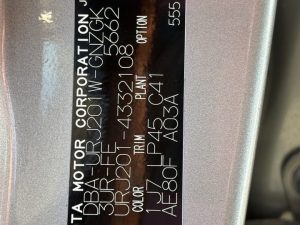 TA MOTOR CORPORATION J
DBA-URJ201W-GNZGK
3UR-FE 5662
URJ201-4332108
COLOR TRIM PLANT OPTION
1J7 LP45 C41
AE80F A03A 555